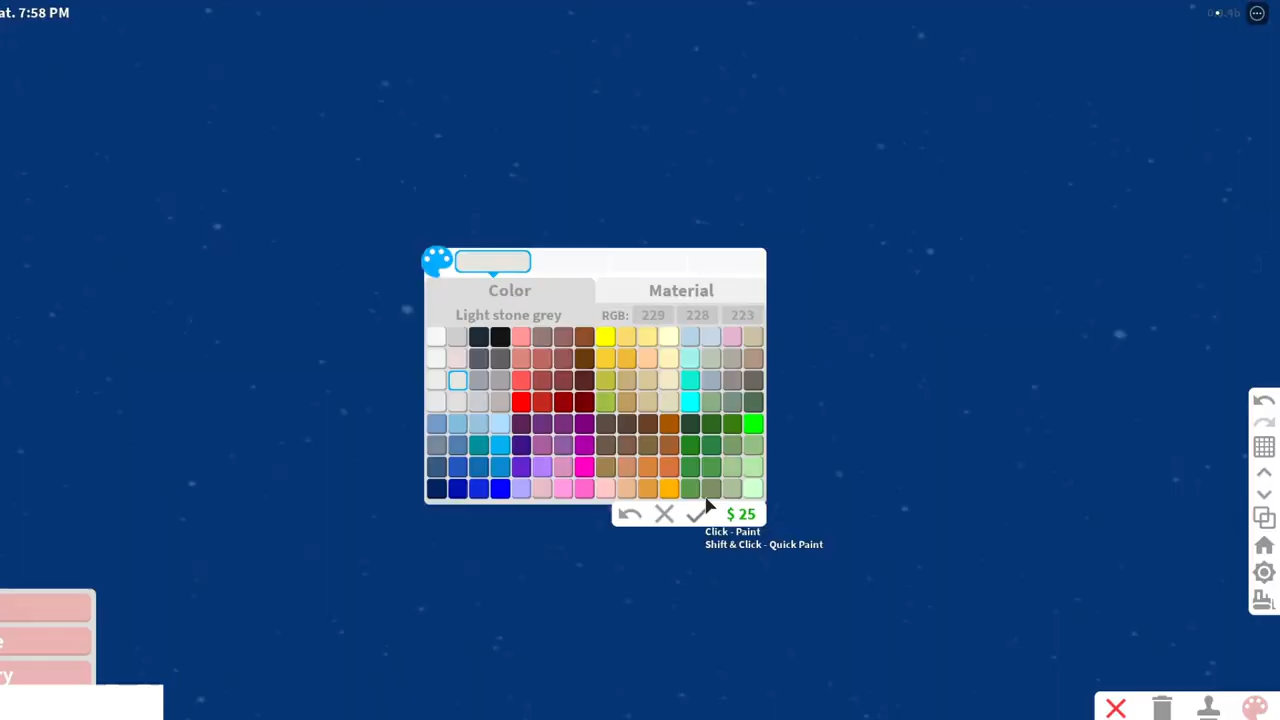 at. 7:58 PM
Color
Material
Light stone grey
RGB: 229 228 223
$ 25
Click - Paint
Shift & Click - Quick Paint
e
ry